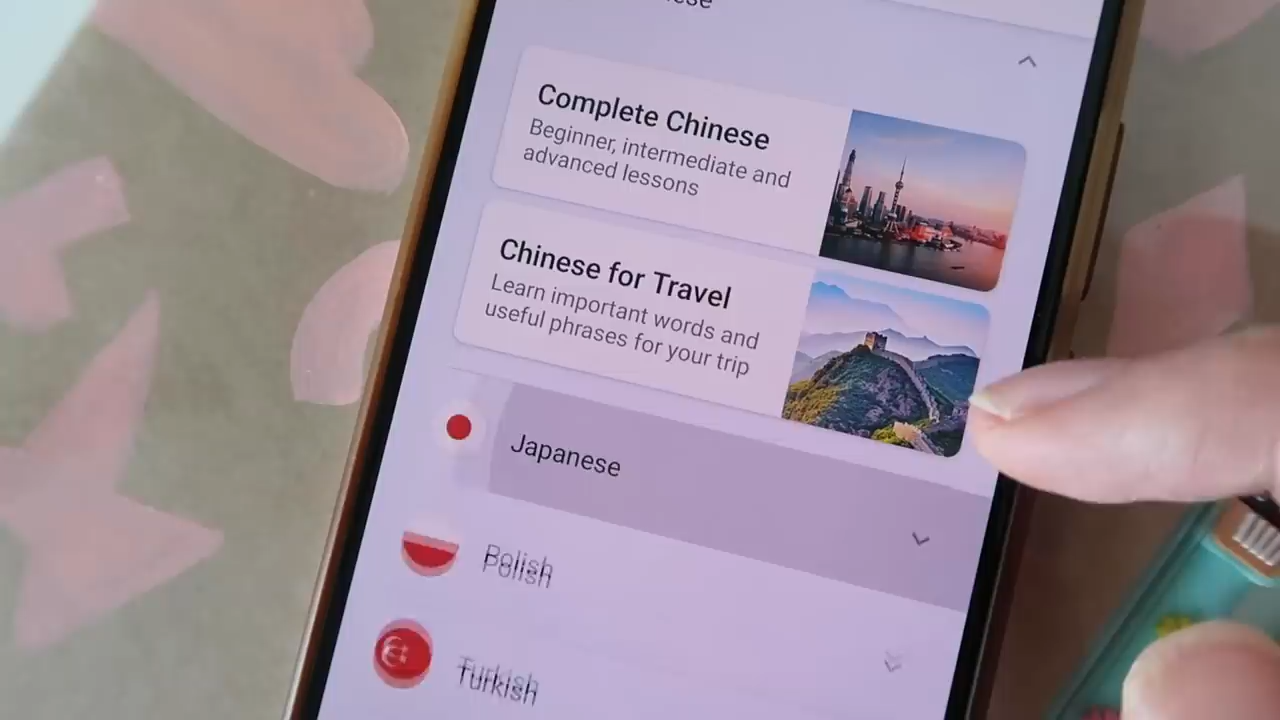 Complete Chinese
Beginner, intermediate and
advanced lessons
Chinese for Travel
Learn important words and
useful phrases for your trip
Japanese
Polish
Turkish